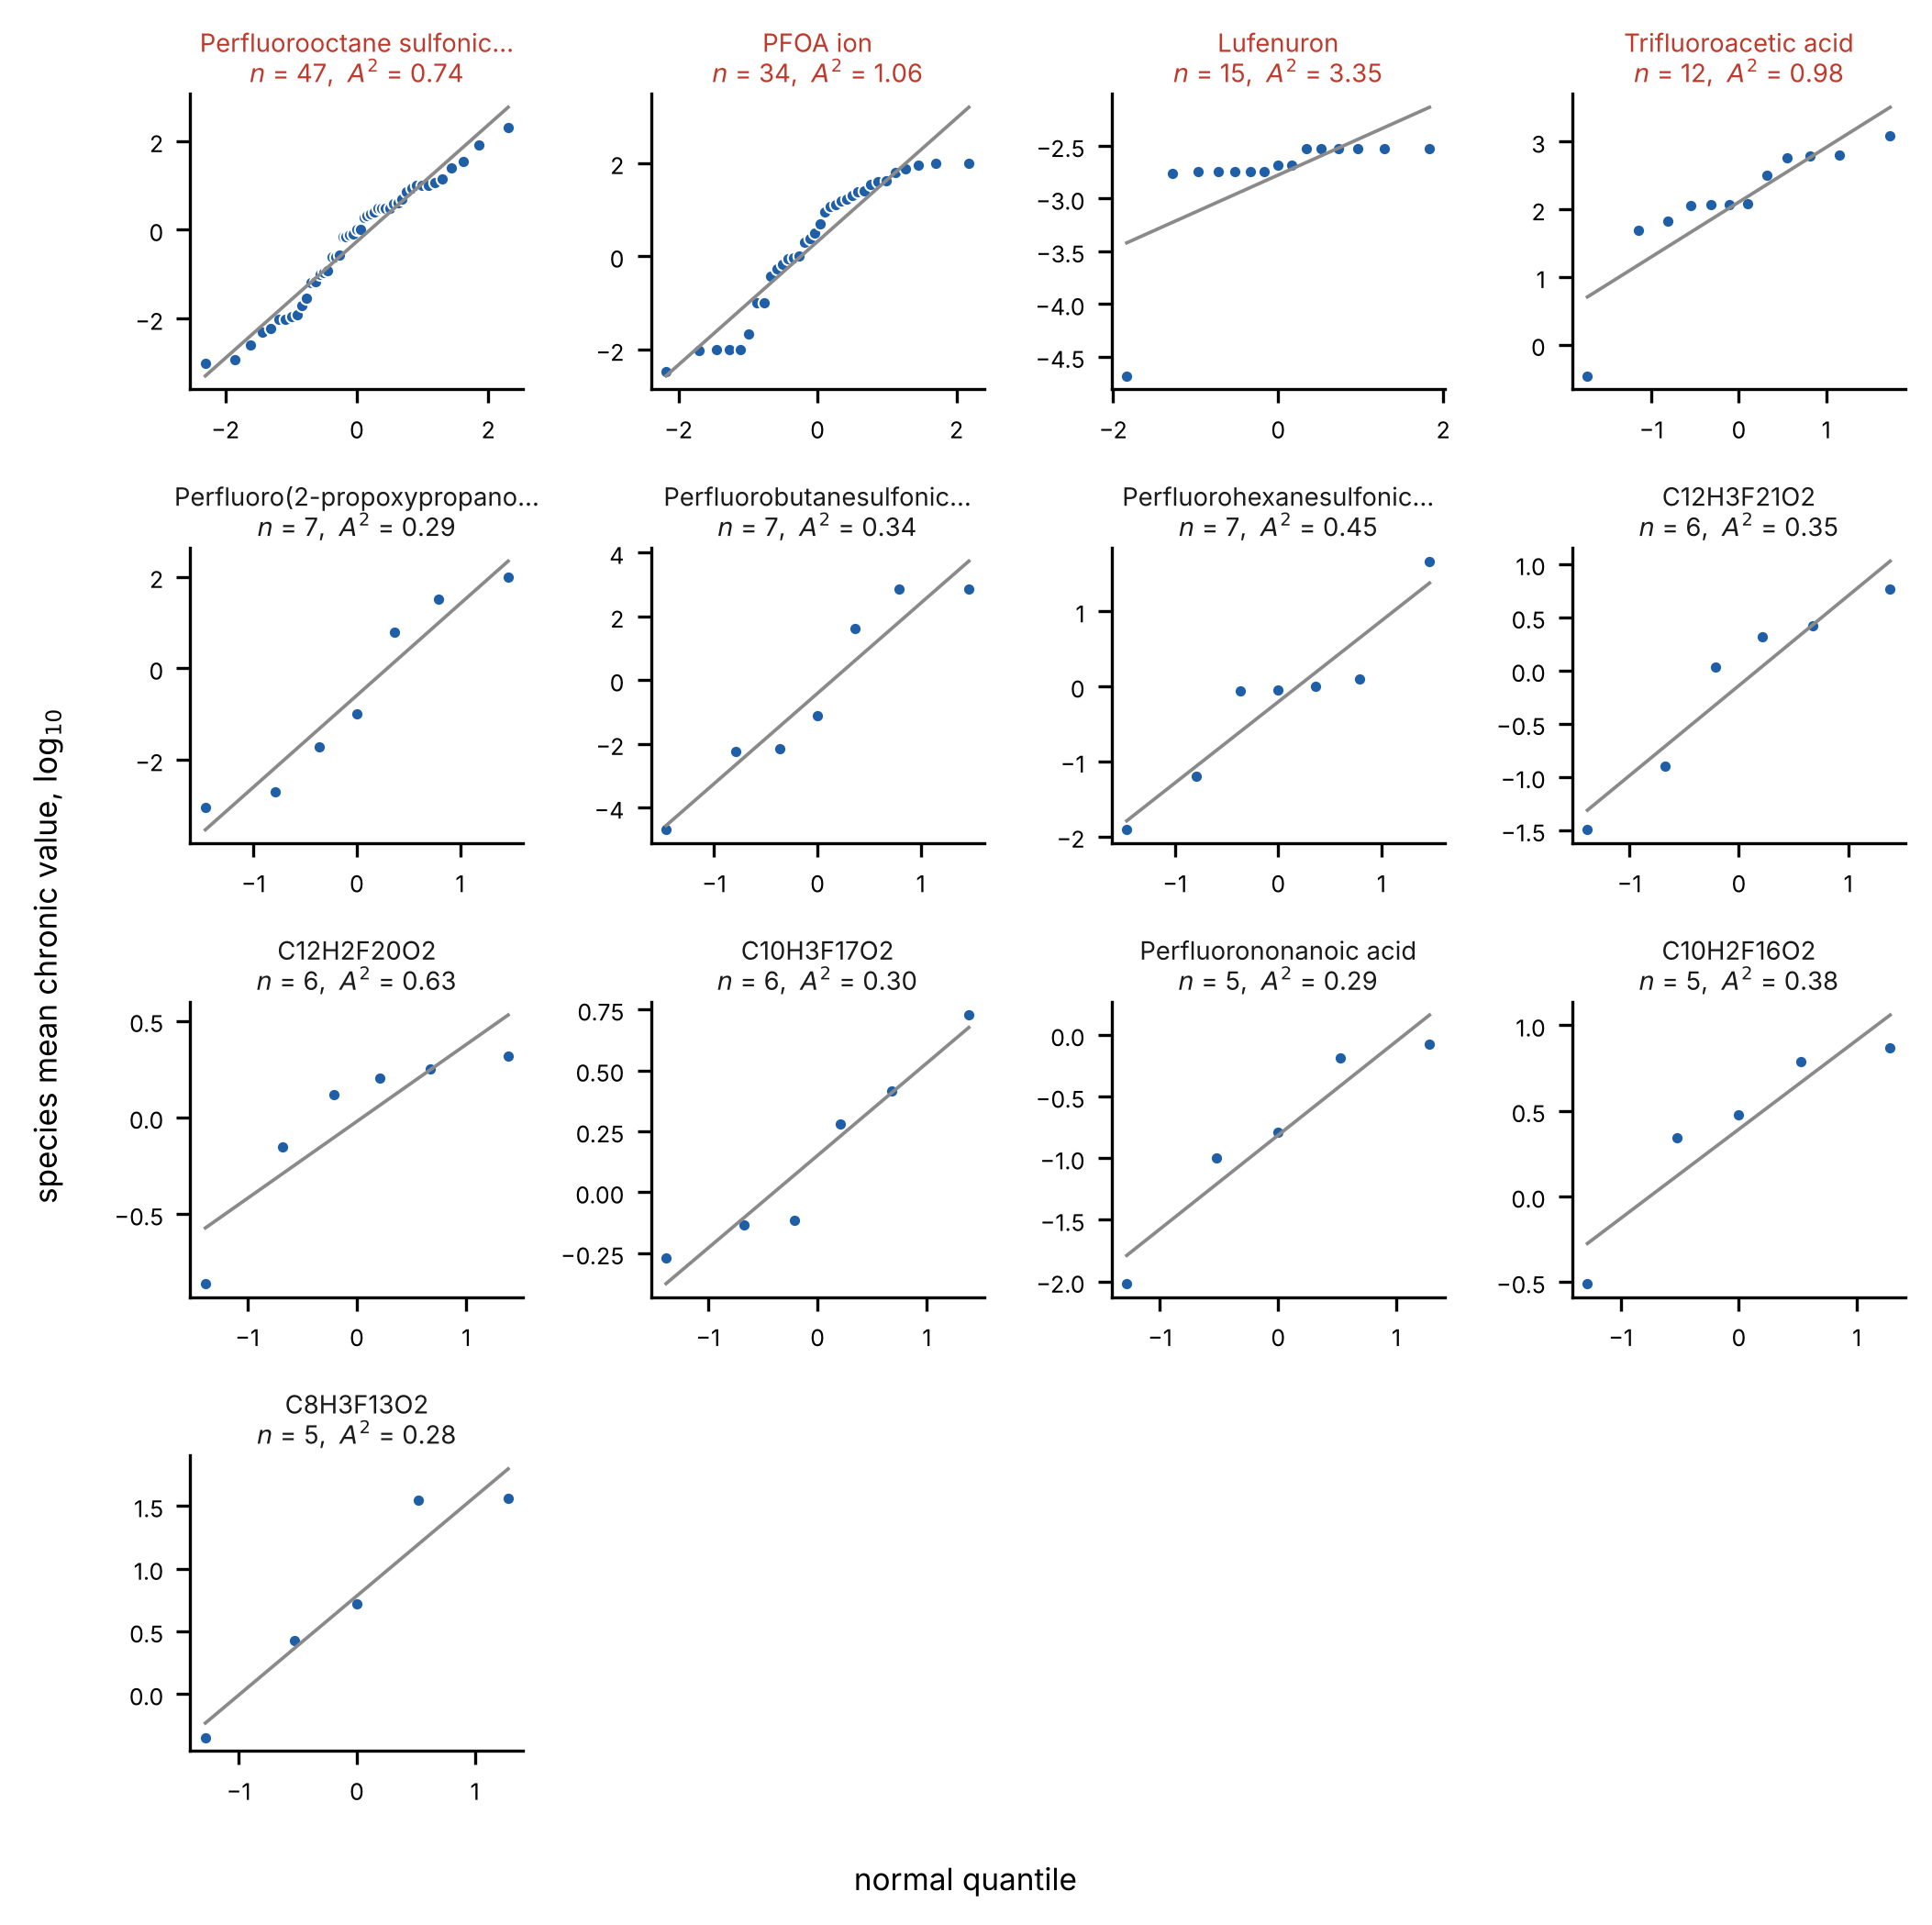 Perfluorooctane sulfonic...
n = 47, A² = 0.74
2
0
−2
−2 0 2
PFOA ion
n = 34, A² = 1.06
2
0
−2
−2 0 2
Lufenuron
n = 15, A² = 3.35
−2.5
−3.0
−3.5
−4.0
−4.5
−2 0 2
Trifluoroacetic acid
n = 12, A² = 0.98
3
2
1
0
−1 0 1
Perfluoro(2-propoxypropano...
n = 7, A² = 0.29
2
0
−2
−1 0 1
Perfluorobutanesulfonic...
n = 7, A² = 0.34
4
2
0
−2
−4
−1 0 1
Perfluorohexanesulfonic...
n = 7, A² = 0.45
1
0
−1
−2
−1 0 1
C12H3F21O2
n = 6, A² = 0.35
1.0
0.5
0.0
−0.5
−1.0
−1.5
−1 0 1
C12H2F20O2
n = 6, A² = 0.63
0.5
0.0
−0.5
−1 0 1
C10H3F17O2
n = 6, A² = 0.30
0.75
0.50
0.25
0.00
−0.25
−1 0 1
Perfluorononanoic acid
n = 5, A² = 0.29
0.0
−0.5
−1.0
−1.5
−2.0
−1 0 1
C10H2F16O2
n = 5, A² = 0.38
1.0
0.5
0.0
−0.5
−1 0 1
C8H3F13O2
n = 5, A² = 0.28
1.5
1.0
0.5
0.0
−1 0 1
species mean chronic value, log₁₀
normal quantile